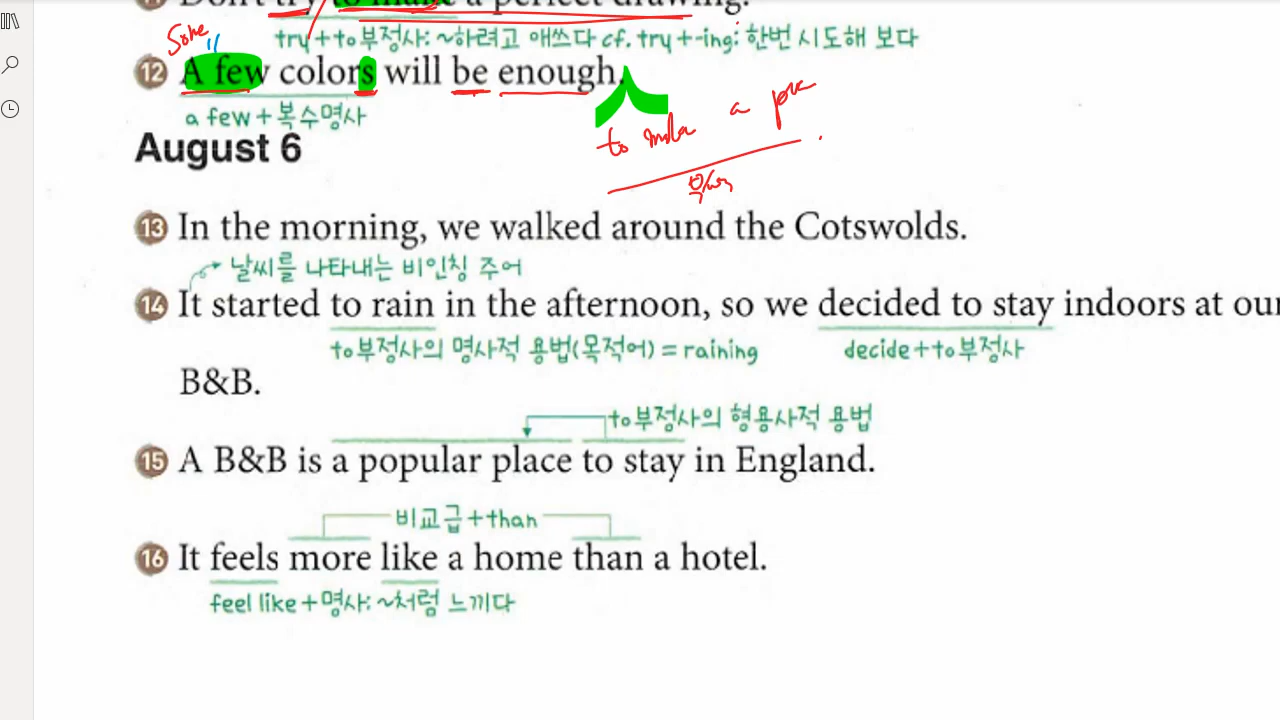 Don't try to make a perfect drawing.
try+to부정사: ~하려고 애쓰다 cf. try+-ing: 한번 시도해 보다
Some
12 A few colors will be enough.
to make a
a few+복수명사
August 6
13 In the morning, we walked around the Cotswolds.
날씨를 나타내는 비인칭 주어
14 It started to rain in the afternoon, so we decided to stay indoors at our
to부정사의 명사적 용법(목적어) = raining decide+to부정사
B&B.
to부정사의 형용사적 용법
15 A B&B is a popular place to stay in England.
비교급+than
16 It feels more like a home than a hotel.
feel like+명사: ~처럼 느끼다